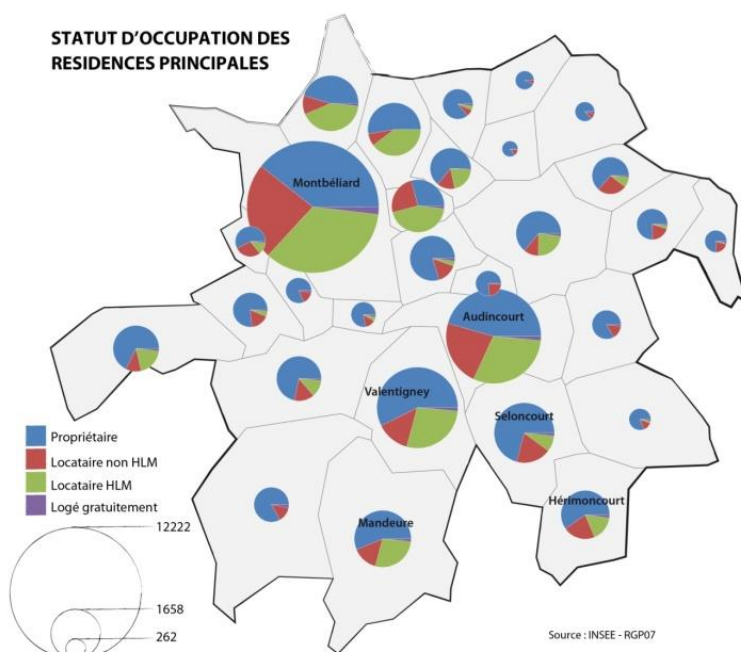 STATUT D'OCCUPATION DES
RESIDENCES PRINCIPALES
Montbéliard
Audincourt
Valentigney
Seloncourt
Hérimoncourt
Mandeure
Propriétaire
Locataire non HLM
Locataire HLM
Logé gratuitement
12222
1658
262
Source : INSEE - RGP07